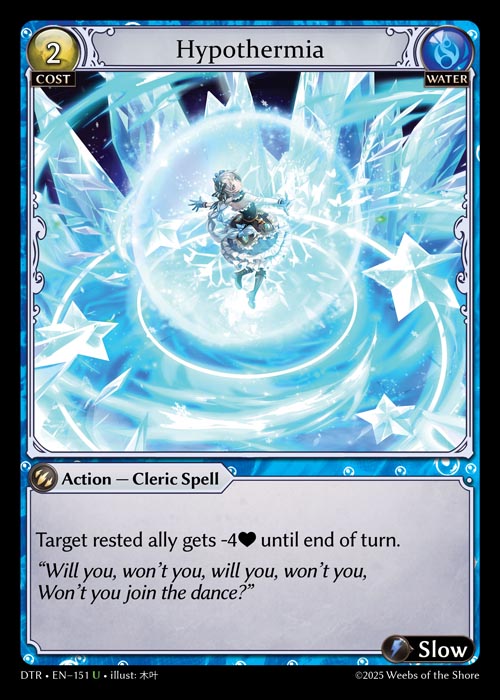 2
Hypothermia
COST
WATER
Action — Cleric Spell
Target rested ally gets -4♥ until end of turn.
“Will you, won’t you, will you, won’t you,
Won’t you join the dance?”
Slow
DTR • EN–151 U • illust: 木叶
©2025 Weebs of the Shore